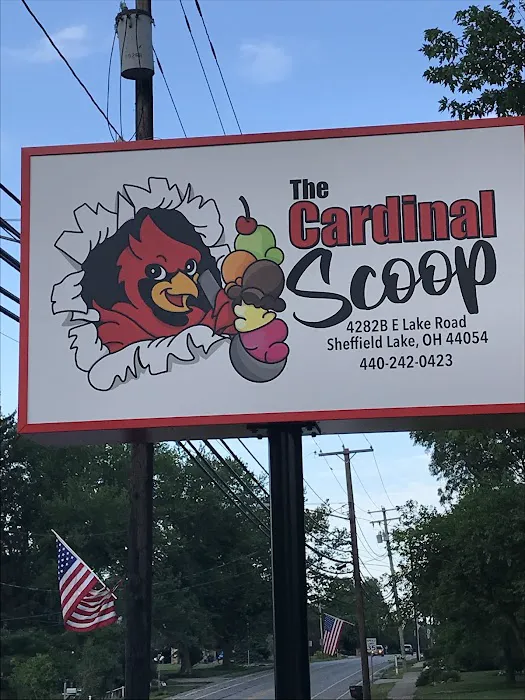 The
Cardinal
Scoop
4282B E Lake Road
Sheffield Lake, OH 44054
440-242-0423